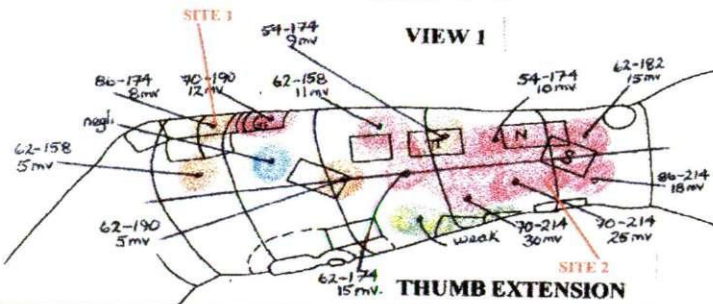 SITE 1
54-174
9mv
VIEW 1
86-174
8mv
70-190
12mv
62-158
11mv
54-174
10mv
62-182
15mv
negli.
G
T
N
S
62-158
5mv
86-214
18mv
62-190
5mv
weak
70-214
30mv
70-214
25mv
62-174
15mv.
SITE 2
THUMB EXTENSION